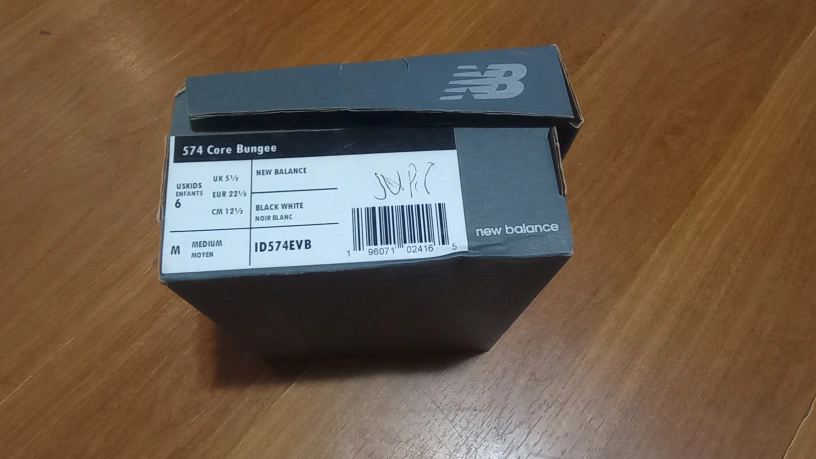 NB
574 Core Bungee
USKIDS
ENFANTS
6
UK 5½
EUR 22½
CM 12½
NEW BALANCE
BLACK WHITE
NOIR BLANC
M MEDIUM
MOYEN
ID574EVB
1 96071 02416 5
new balance